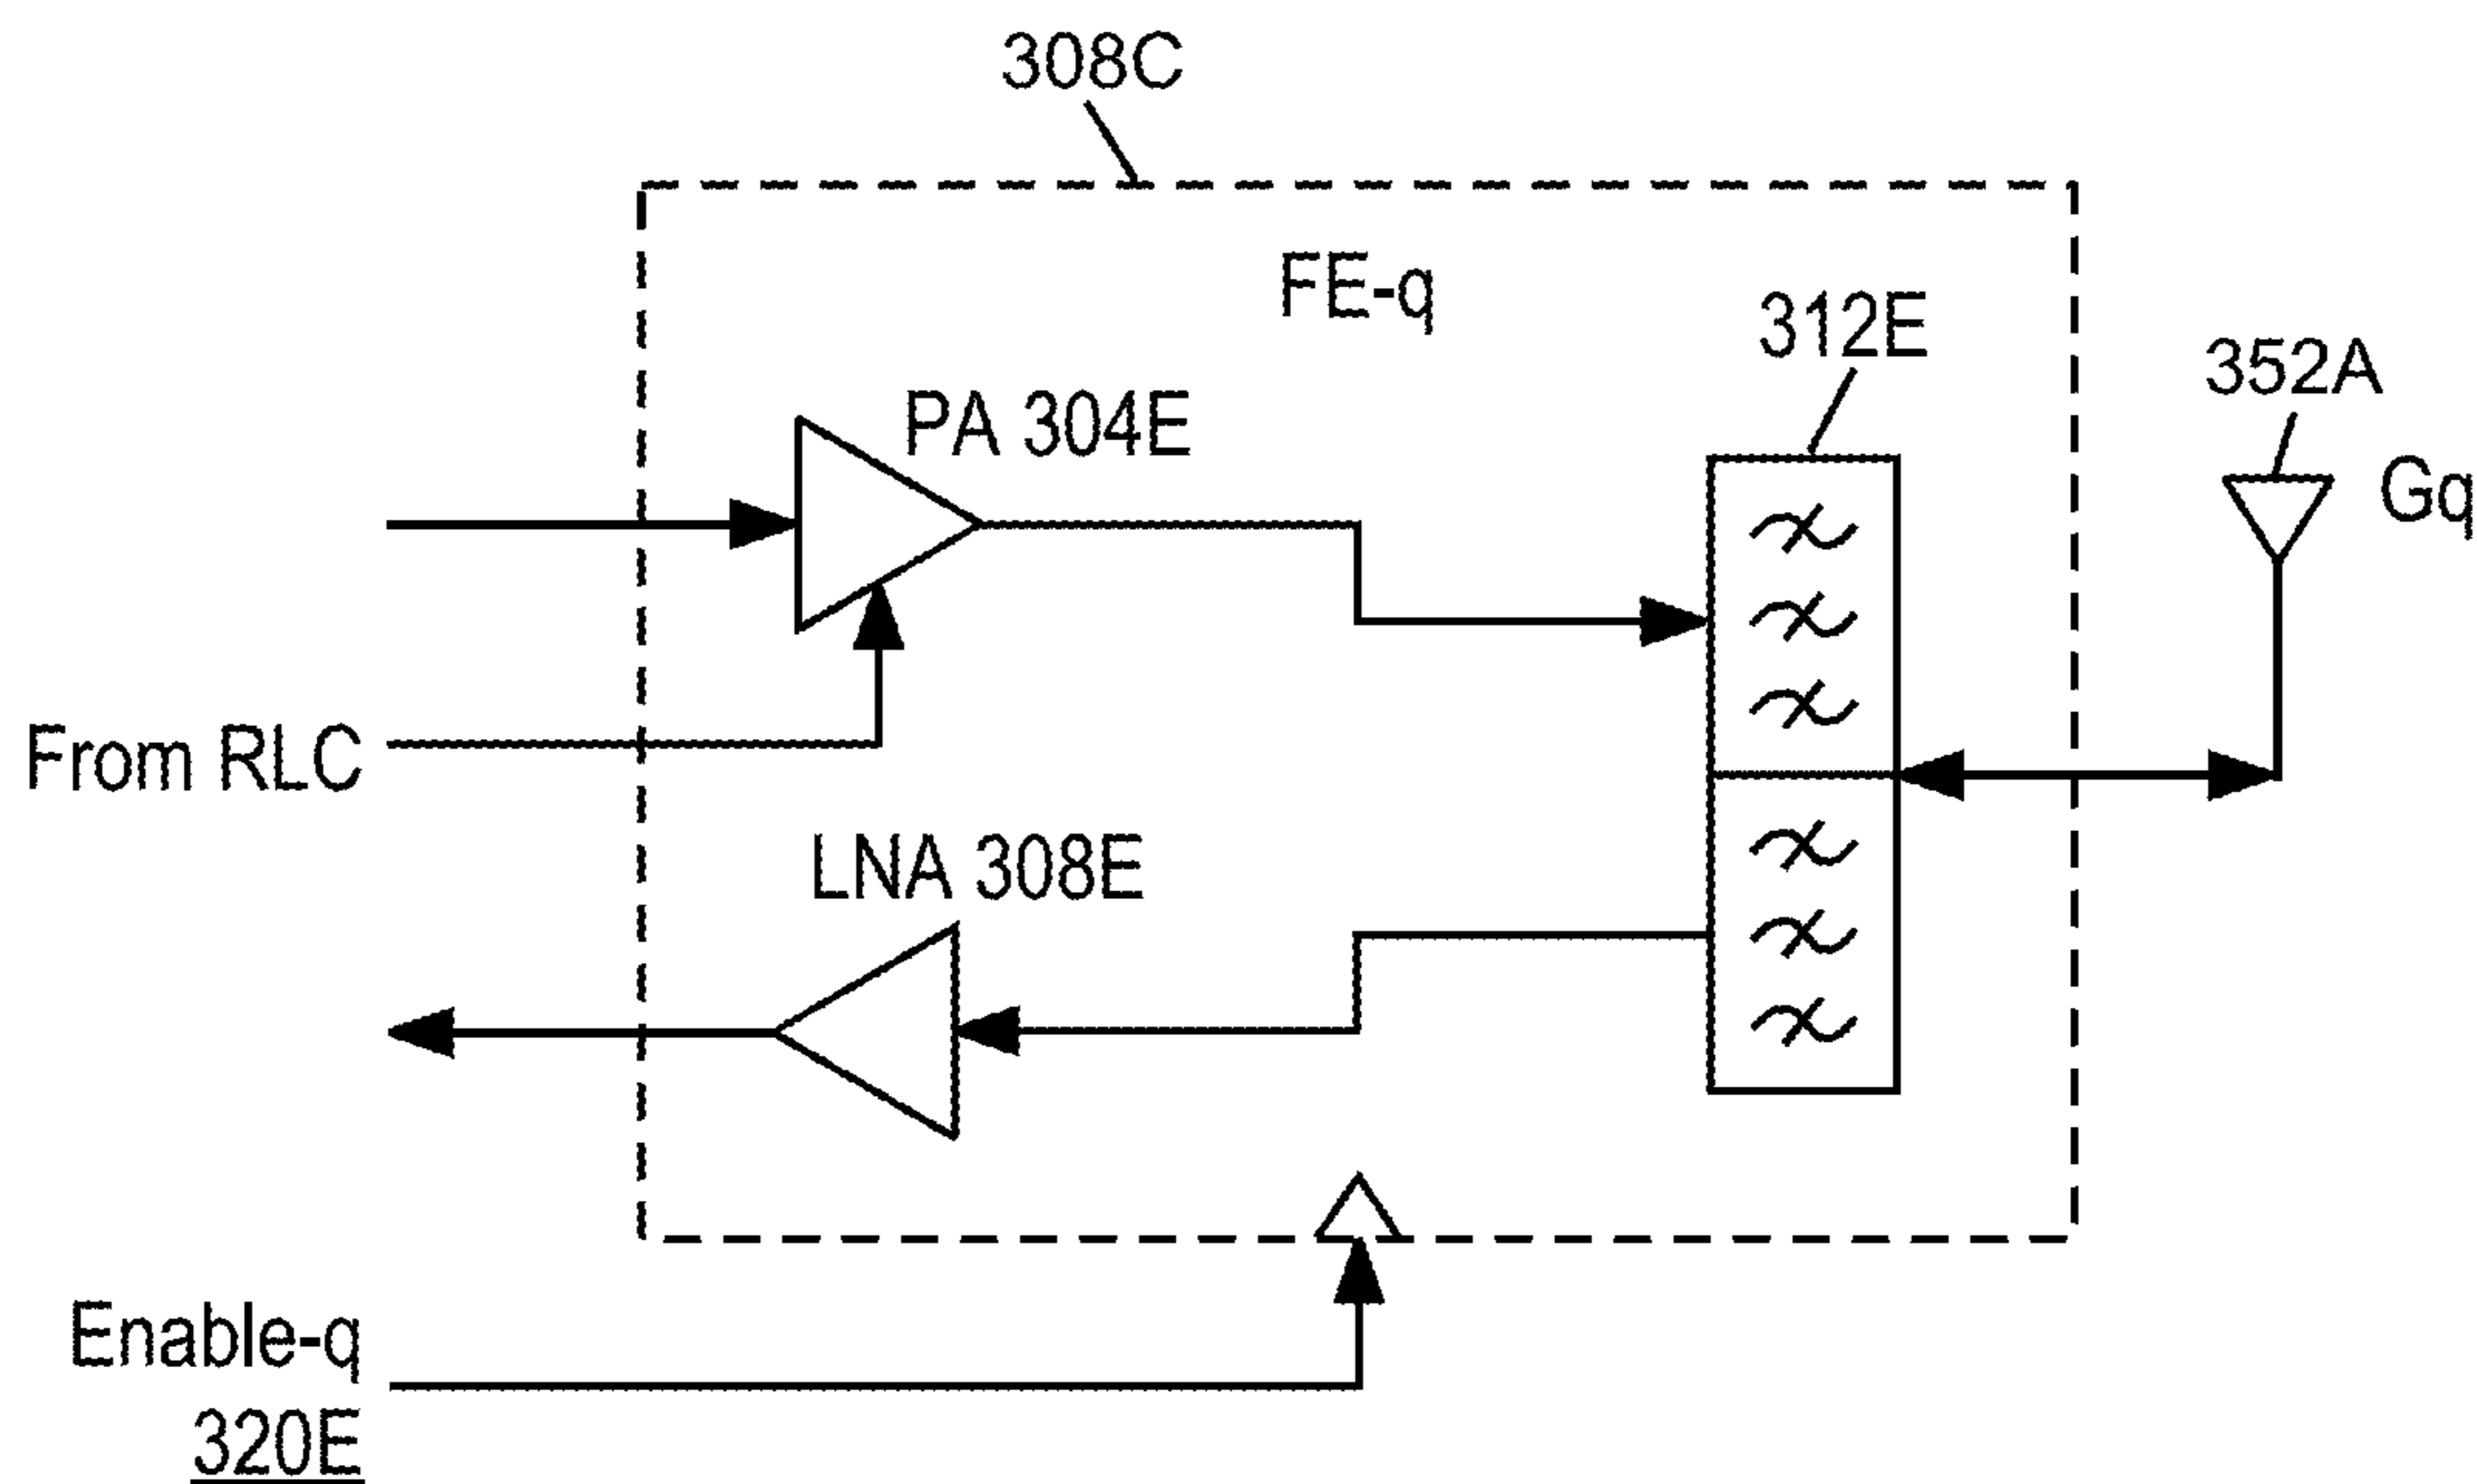 308C
FE-q
312E
352A
PA 304E
Gq
From RLC
LNA 308E
Enable-q
320E